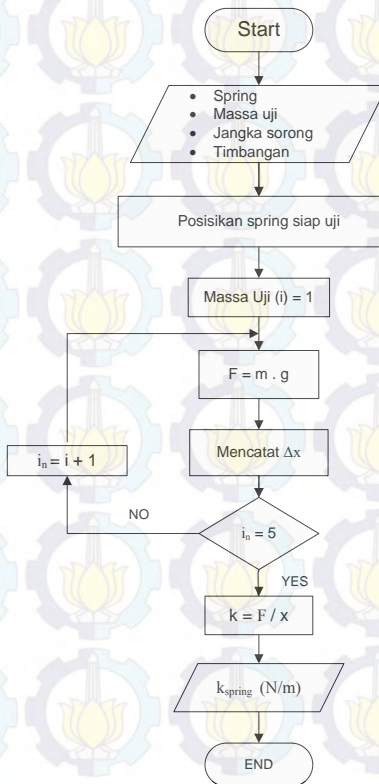 Start
• Spring
• Massa uji
• Jangka sorong
• Timbangan
Posisikan spring siap uji
Massa Uji (i) = 1
F = m . g
iₙ = i + 1
Mencatat Δx
NO
iₙ = 5
YES
k = F / x
kₛₚᵣᵢₙg (N/m)
END